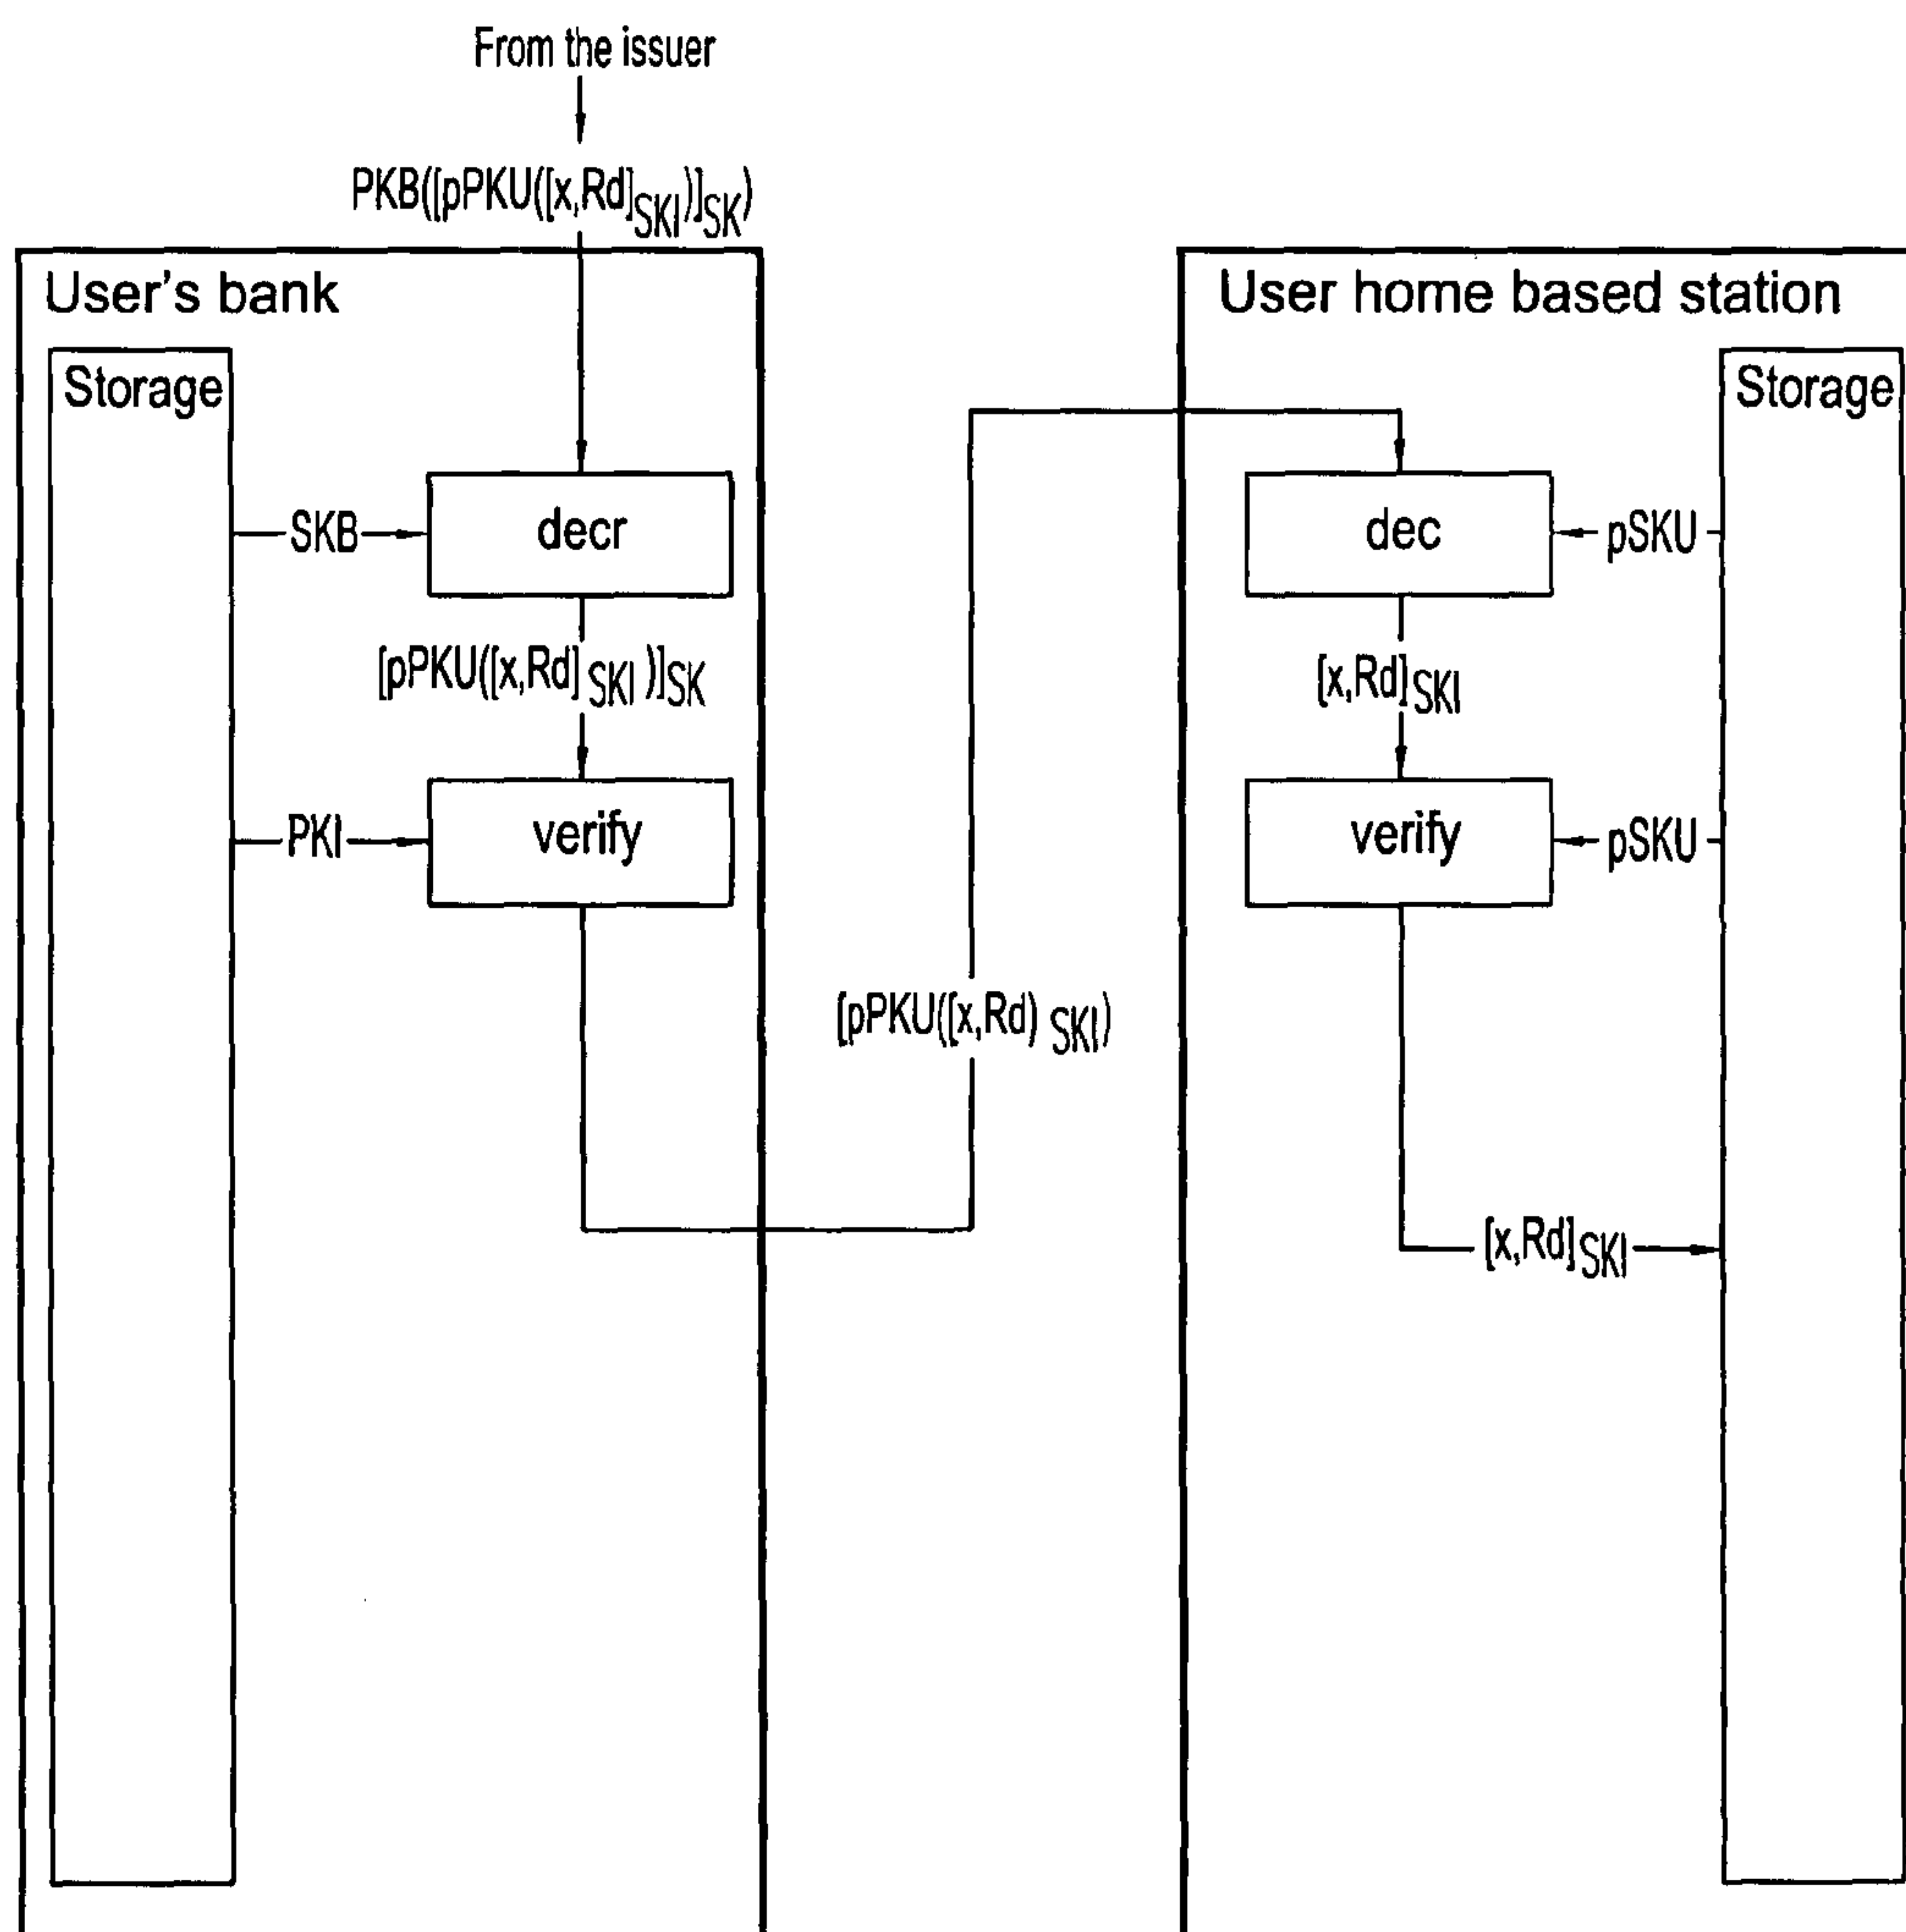 From the issuer
PKB([pPKU([x,Rd]SKI)]SK)
User's bank
Storage
SKB
decr
[pPKU([x,Rd]SKI)]SK
PKI
verify
[pPKU([x,Rd)SKI)
User home based station
Storage
dec
pSKU
[x,Rd]SKI
verify
pSKU
[x,Rd]SKI